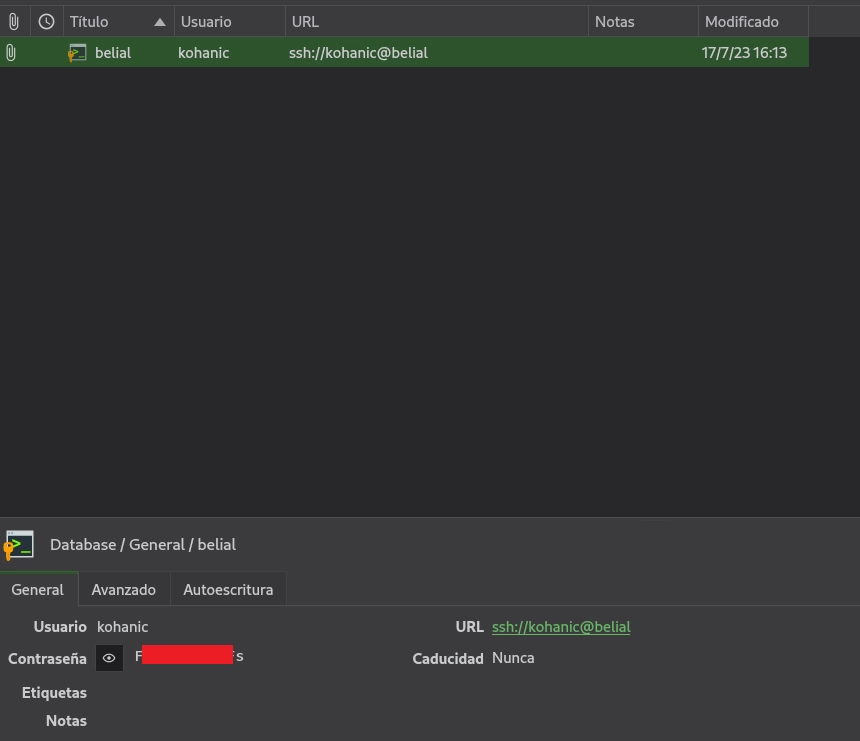 Título Usuario URL Notas Modificado
belial kohanic ssh://kohanic@belial 17/7/23 16:13
Database / General / belial
General Avanzado Autoescritura
Usuario kohanic URL ssh://kohanic@belial
Contraseña F s Caducidad Nunca
Etiquetas
Notas